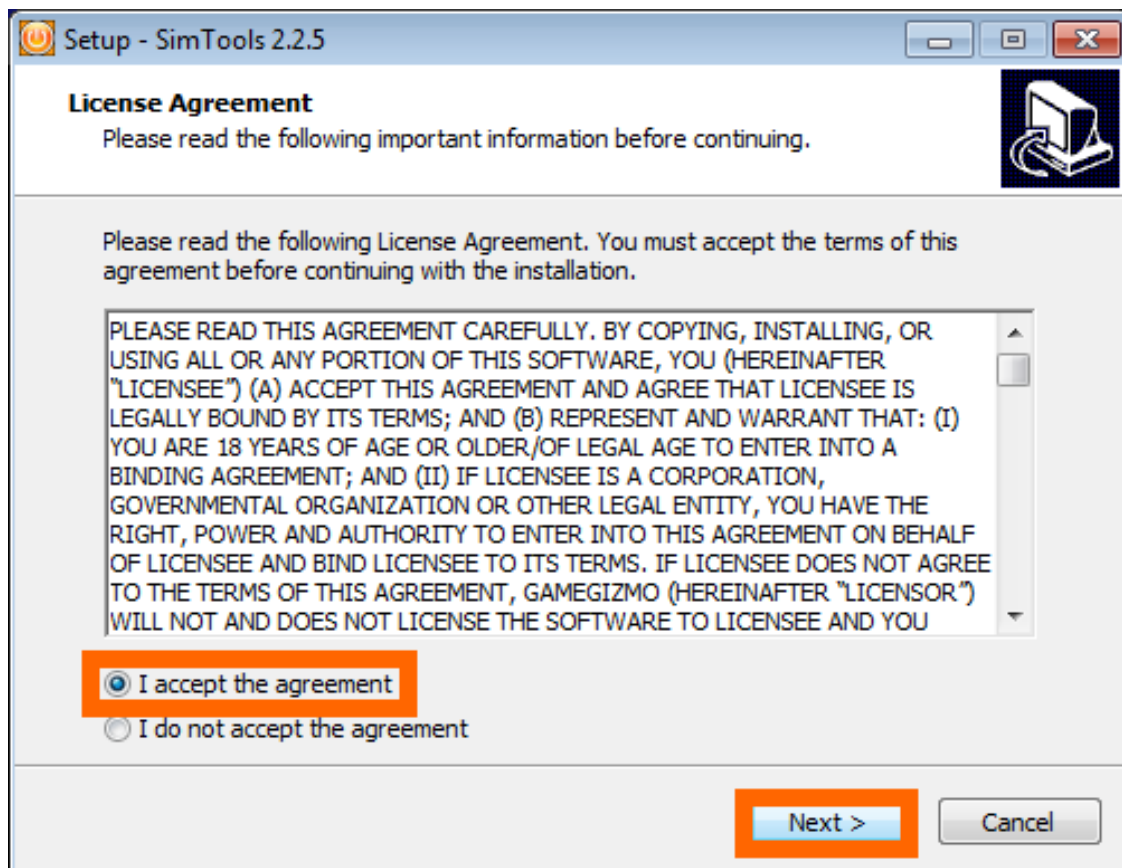 Setup - SimTools 2.2.5
License Agreement
Please read the following important information before continuing.
Please read the following License Agreement. You must accept the terms of this
agreement before continuing with the installation.
PLEASE READ THIS AGREEMENT CAREFULLY. BY COPYING, INSTALLING, OR
USING ALL OR ANY PORTION OF THIS SOFTWARE, YOU (HEREINAFTER
"LICENSEE") (A) ACCEPT THIS AGREEMENT AND AGREE THAT LICENSEE IS
LEGALLY BOUND BY ITS TERMS; AND (B) REPRESENT AND WARRANT THAT: (I)
YOU ARE 18 YEARS OF AGE OR OLDER/OF LEGAL AGE TO ENTER INTO A
BINDING AGREEMENT; AND (II) IF LICENSEE IS A CORPORATION,
GOVERNMENTAL ORGANIZATION OR OTHER LEGAL ENTITY, YOU HAVE THE
RIGHT, POWER AND AUTHORITY TO ENTER INTO THIS AGREEMENT ON BEHALF
OF LICENSEE AND BIND LICENSEE TO ITS TERMS. IF LICENSEE DOES NOT AGREE
TO THE TERMS OF THIS AGREEMENT, GAMEGIZMO (HEREINAFTER "LICENSOR")
WILL NOT AND DOES NOT LICENSE THE SOFTWARE TO LICENSEE AND YOU
I accept the agreement
I do not accept the agreement
Next >
Cancel